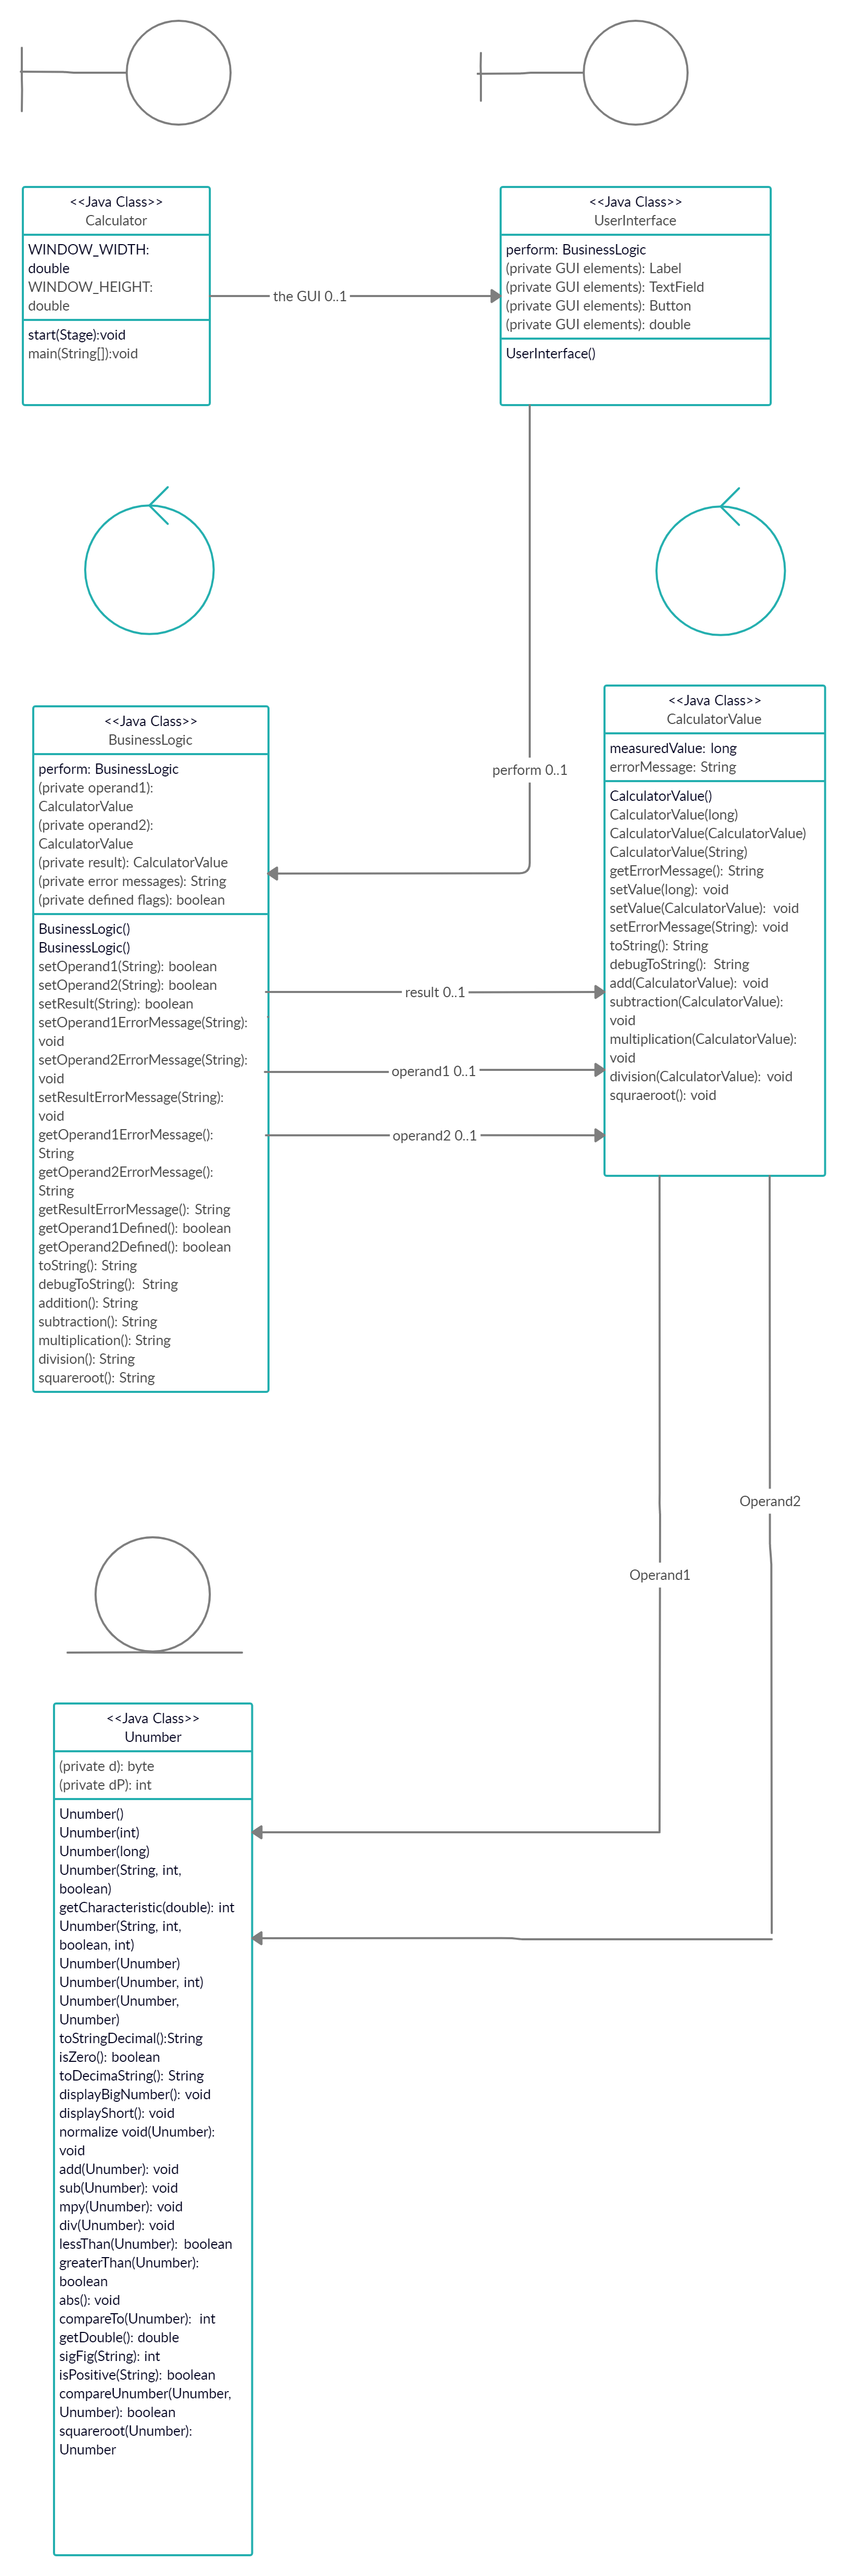 <<Java Class>>
Calculator
WINDOW_WIDTH:
double
WINDOW_HEIGHT:
double
start(Stage):void
main(String[]):void
the GUI 0..1
<<Java Class>>
UserInterface
perform: BusinessLogic
(private GUI elements): Label
(private GUI elements): TextField
(private GUI elements): Button
(private GUI elements): double
UserInterface()
perform 0..1
<<Java Class>>
BusinessLogic
perform: BusinessLogic
(private operand1):
CalculatorValue
(private operand2):
CalculatorValue
(private result): CalculatorValue
(private error messages): String
(private defined flags): boolean
BusinessLogic()
BusinessLogic()
setOperand1(String): boolean
setOperand2(String): boolean
setResult(String): boolean
setOperand1ErrorMessage(String):
void
setOperand2ErrorMessage(String):
void
setResultErrorMessage(String):
void
getOperand1ErrorMessage():
String
getOperand2ErrorMessage():
String
getResultErrorMessage(): String
getOperand1Defined(): boolean
getOperand2Defined(): boolean
toString(): String
debugToString(): String
addition(): String
subtraction(): String
multiplication(): String
division(): String
squareroot(): String
result 0..1
operand1 0..1
operand2 0..1
<<Java Class>>
CalculatorValue
measuredValue: long
errorMessage: String
CalculatorValue()
CalculatorValue(long)
CalculatorValue(CalculatorValue)
CalculatorValue(String)
getErrorMessage(): String
setValue(long): void
setValue(CalculatorValue): void
setErrorMessage(String): void
toString(): String
debugToString(): String
add(CalculatorValue): void
subtraction(CalculatorValue):
void
multiplication(CalculatorValue):
void
division(CalculatorValue): void
squraeroot(): void
Operand2
Operand1
<<Java Class>>
Unumber
(private d): byte
(private dP): int
Unumber()
Unumber(int)
Unumber(long)
Unumber(String, int,
boolean)
getCharacteristic(double): int
Unumber(String, int,
boolean, int)
Unumber(Unumber)
Unumber(Unumber, int)
Unumber(Unumber,
Unumber)
toStringDecimal():String
isZero(): boolean
toDecimaString(): String
displayBigNumber(): void
displayShort(): void
normalize void(Unumber):
void
add(Unumber): void
sub(Unumber): void
mpy(Unumber): void
div(Unumber): void
lessThan(Unumber): boolean
greaterThan(Unumber):
boolean
abs(): void
compareTo(Unumber): int
getDouble(): double
sigFig(String): int
isPositive(String): boolean
compareUnumber(Unumber,
Unumber): boolean
squareroot(Unumber):
Unumber